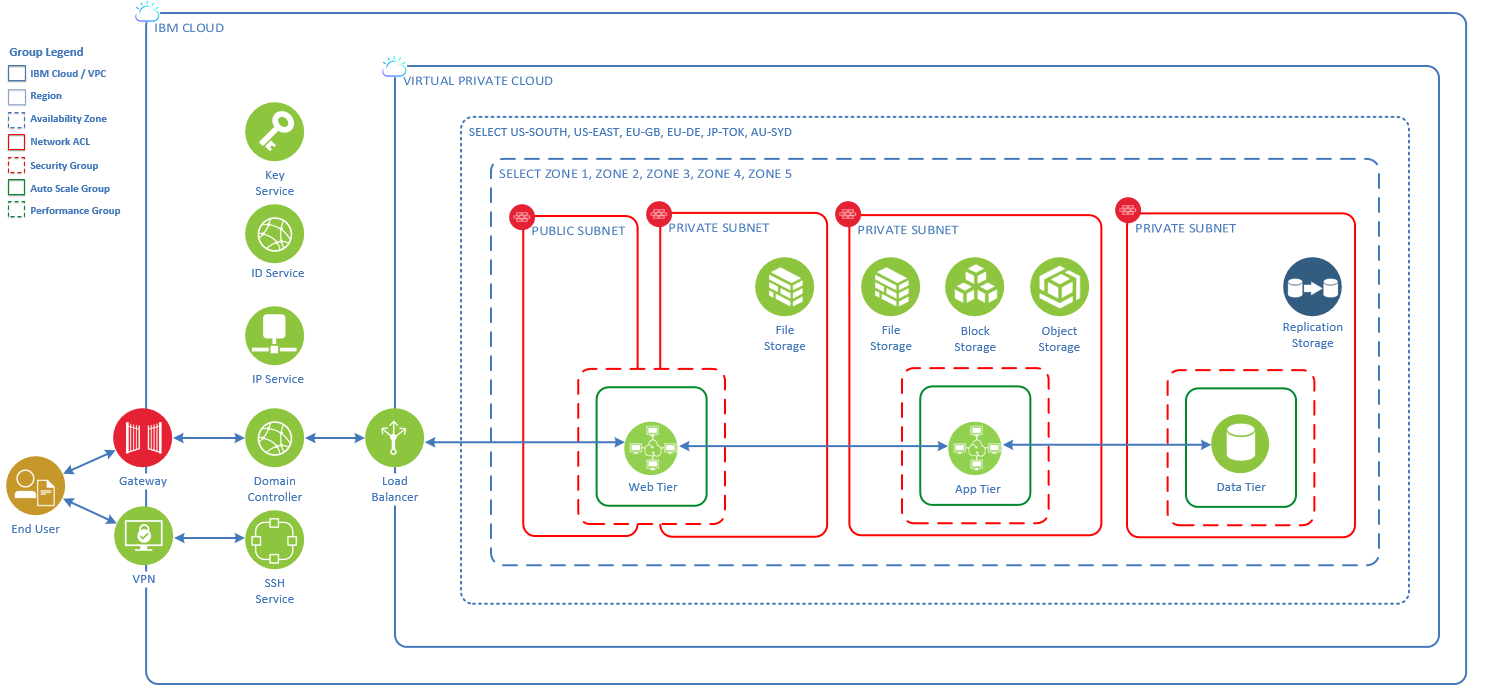 IBM CLOUD
Group Legend
IBM Cloud / VPC
Region
Availability Zone
Network ACL
Security Group
Auto Scale Group
Performance Group
VIRTUAL PRIVATE CLOUD
SELECT US-SOUTH, US-EAST, EU-GB, EU-DE, JP-TOK, AU-SYD
SELECT ZONE 1, ZONE 2, ZONE 3, ZONE 4, ZONE 5
Key
Service
ID Service
IP Service
PUBLIC SUBNET
PRIVATE SUBNET
PRIVATE SUBNET
PRIVATE SUBNET
File
Storage
File
Storage
Block
Storage
Object
Storage
Replication
Storage
Gateway
Domain
Controller
Load
Balancer
Web Tier
App Tier
Data Tier
End User
VPN
SSH
Service